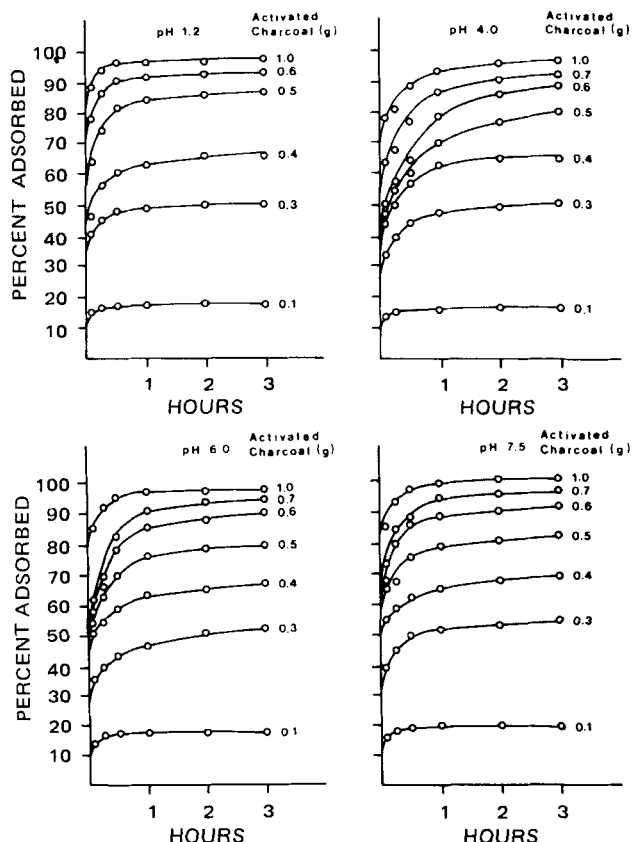 pH 1.2
Activated
Charcoal (g)
PERCENT ADSORBED
100
90
80
70
60
50
40
30
20
10
1.0
0.6
0.5
0.4
0.3
0.1
1 2 3
HOURS
pH 4.0
Activated
Charcoal (g)
1.0
0.7
0.6
0.5
0.4
0.3
0.1
1 2 3
HOURS
pH 6.0
Activated
Charcoal (g)
PERCENT ADSORBED
100
90
80
70
60
50
40
30
20
10
1.0
0.7
0.6
0.5
0.4
0.3
0.1
1 2 3
HOURS
pH 7.5
Activated
Charcoal (g)
1.0
0.7
0.6
0.5
0.4
0.3
0.1
1 2 3
HOURS